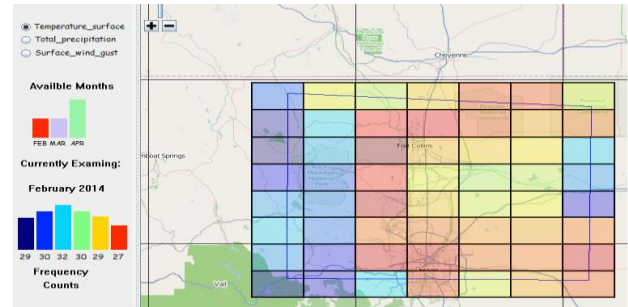 Temperature_surface
Total_precipitation
Surface_wind_gust
Availble Months
FEB MAR APR
Currently Examing:
February 2014
29 30 32 30 29 27
Frequency
Counts
Cheyenne
Fort Collins
mboat Springs
Vail